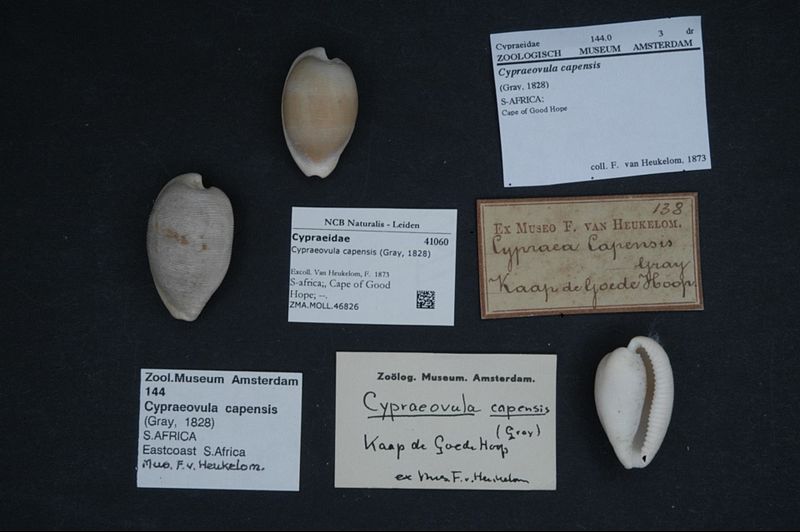 Cypraeidae 144.0 3 dr
ZOOLOGISCH MUSEUM AMSTERDAM
Cypraeovula capensis
(Gray, 1828)
S-AFRICA:
Cape of Good Hope
coll. F. van Heukelom, 1873
138
Ex Museo F. van Heukelom.
Cypraea Capensis
Gray
Kaap de Goede Hoop.
NCB Naturalis - Leiden
Cypraeidae 41060
Cypraeovula capensis (Gray, 1828)
Excoll. Van Heukelom, F. 1873
S-africa;, Cape of Good
Hope; --.
ZMA.MOLL.46826
Zool.Museum Amsterdam
144
Cypraeovula capensis
(Gray, 1828)
S.AFRICA
Eastcoast S.Africa
Mus. F. v. Heukelom.
Zoölog. Museum. Amsterdam.
Cypraeovula capensis
(Gray)
Kaap de Goede Hoop
ex Mus. F. v. Heukelom